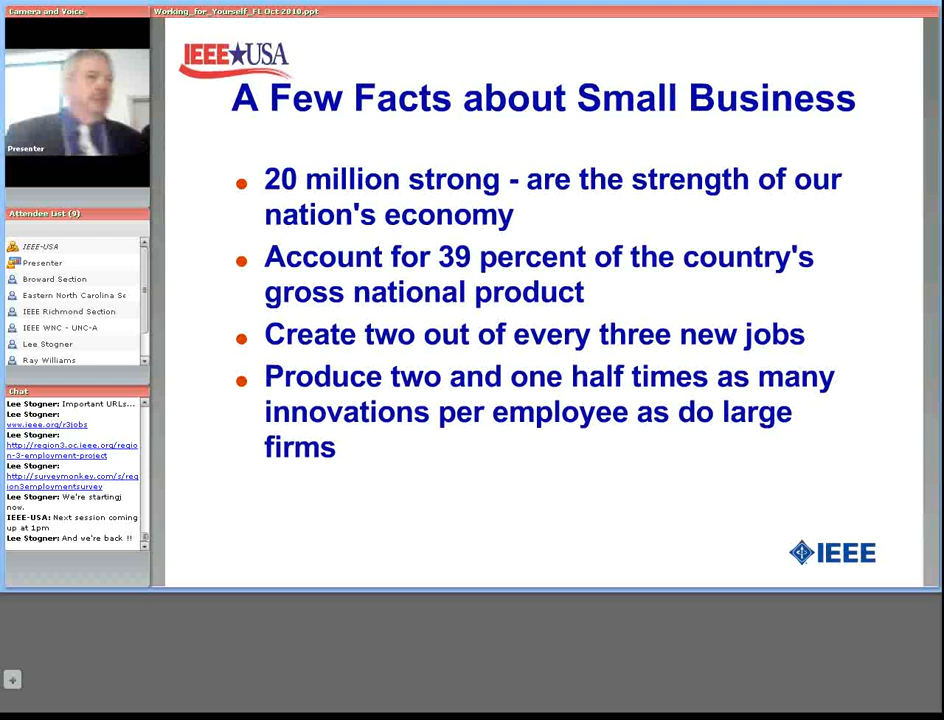 Camera and Voice
Working_for_Yourself_FL Oct 2010.ppt
Presenter
Attendee List (9)
IEEE-USA
Presenter
Broward Section
Eastern North Carolina Se
IEEE Richmond Section
IEEE WNC - UNC-A
Lee Stogner
Ray Williams
Chat
Lee Stogner: Important URLs...
Lee Stogner:
www.ieee.org/r3jobs
Lee Stogner:
http://region3.oc.ieee.org/regio
n-3-employment-project
Lee Stogner:
http://surveymonkey.com/s/reg
ion3employmentsurvey
Lee Stogner: We're startingj
now.
IEEE-USA: Next session coming
up at 1pm
Lee Stogner: And we're back !!
IEEE★USA
A Few Facts about Small Business
• 20 million strong - are the strength of our
nation's economy
• Account for 39 percent of the country's
gross national product
• Create two out of every three new jobs
• Produce two and one half times as many
innovations per employee as do large
firms
IEEE